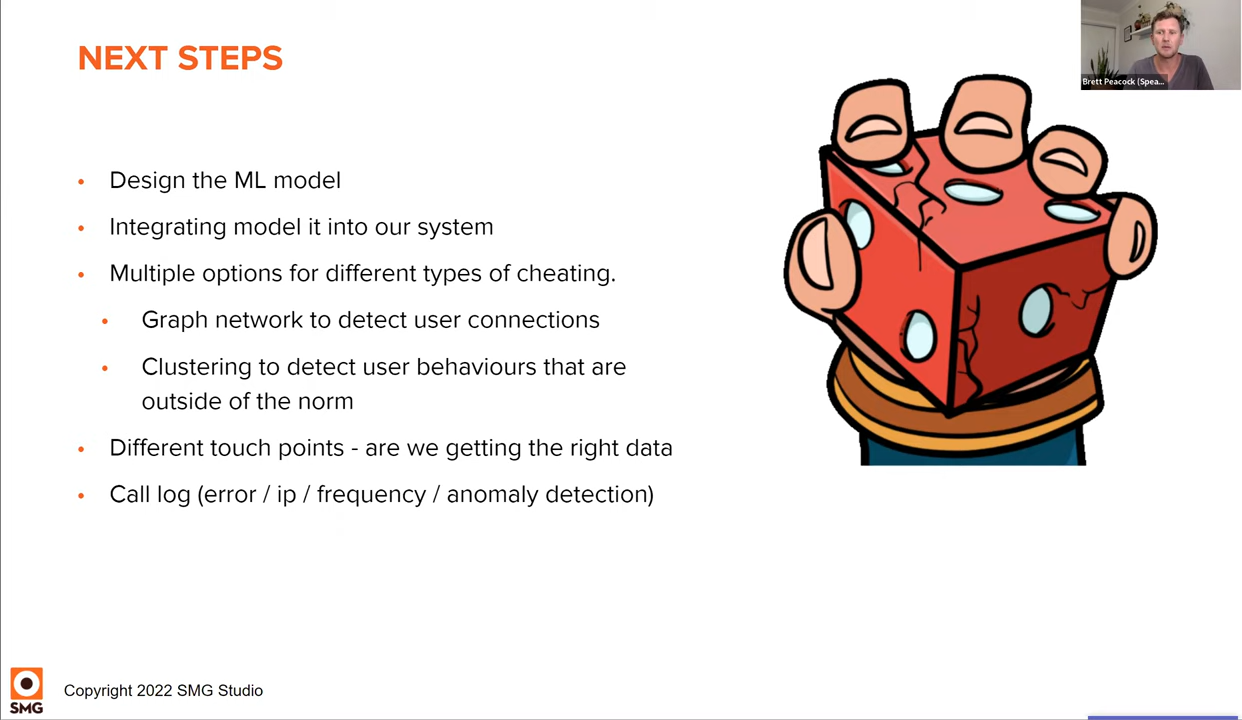 NEXT STEPS
Brett Peacock (Spea...
• Design the ML model
• Integrating model it into our system
• Multiple options for different types of cheating.
• Graph network to detect user connections
• Clustering to detect user behaviours that are
outside of the norm
• Different touch points - are we getting the right data
• Call log (error / ip / frequency / anomaly detection)
SMG
Copyright 2022 SMG Studio